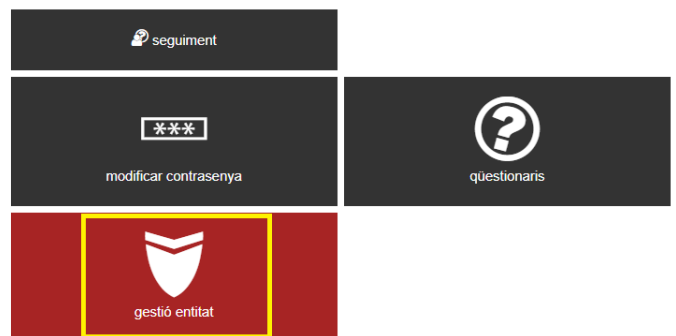 seguiment
***
modificar contrasenya
qüestionaris
gestió entitat